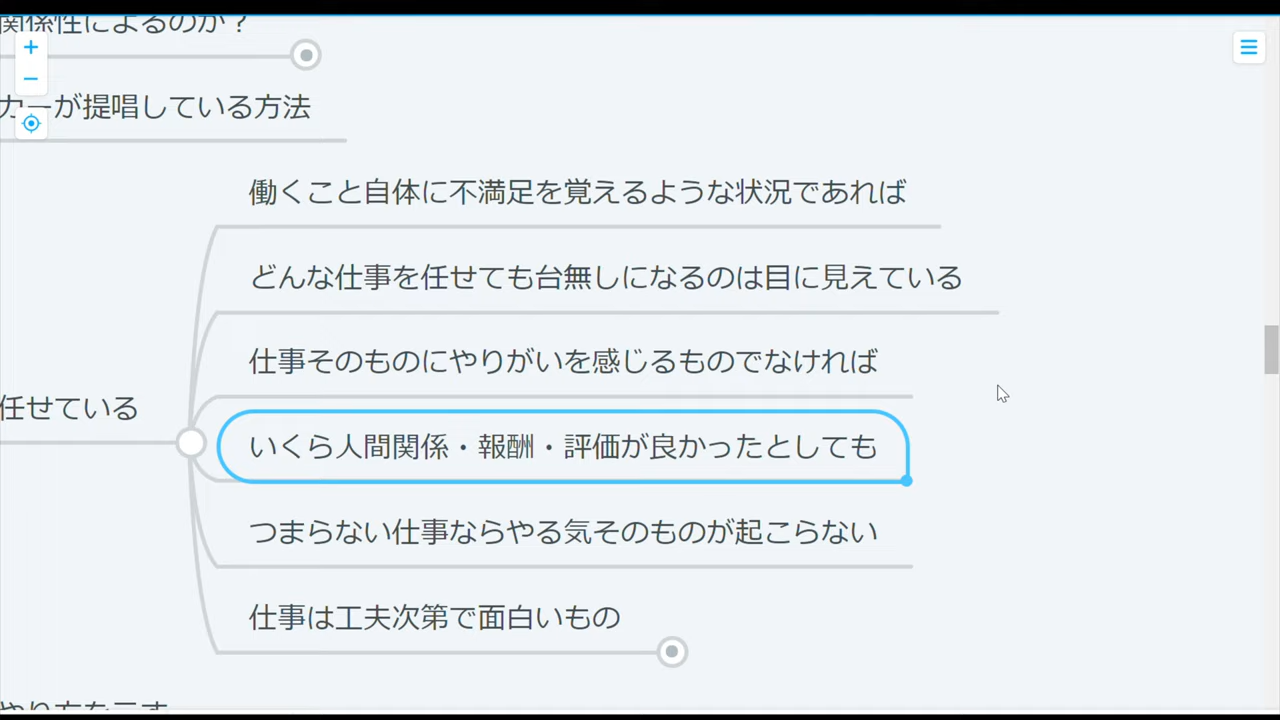 関係性によるのか？
カーが提唱している方法
働くこと自体に不満足を覚えるような状況であれば
どんな仕事を任せても台無しになるのは目に見えている
仕事そのものにやりがいを感じるものでなければ
任せている
いくら人間関係・報酬・評価が良かったとしても
つまらない仕事ならやる気そのものが起こらない
仕事は工夫次第で面白いもの
やり方を示す